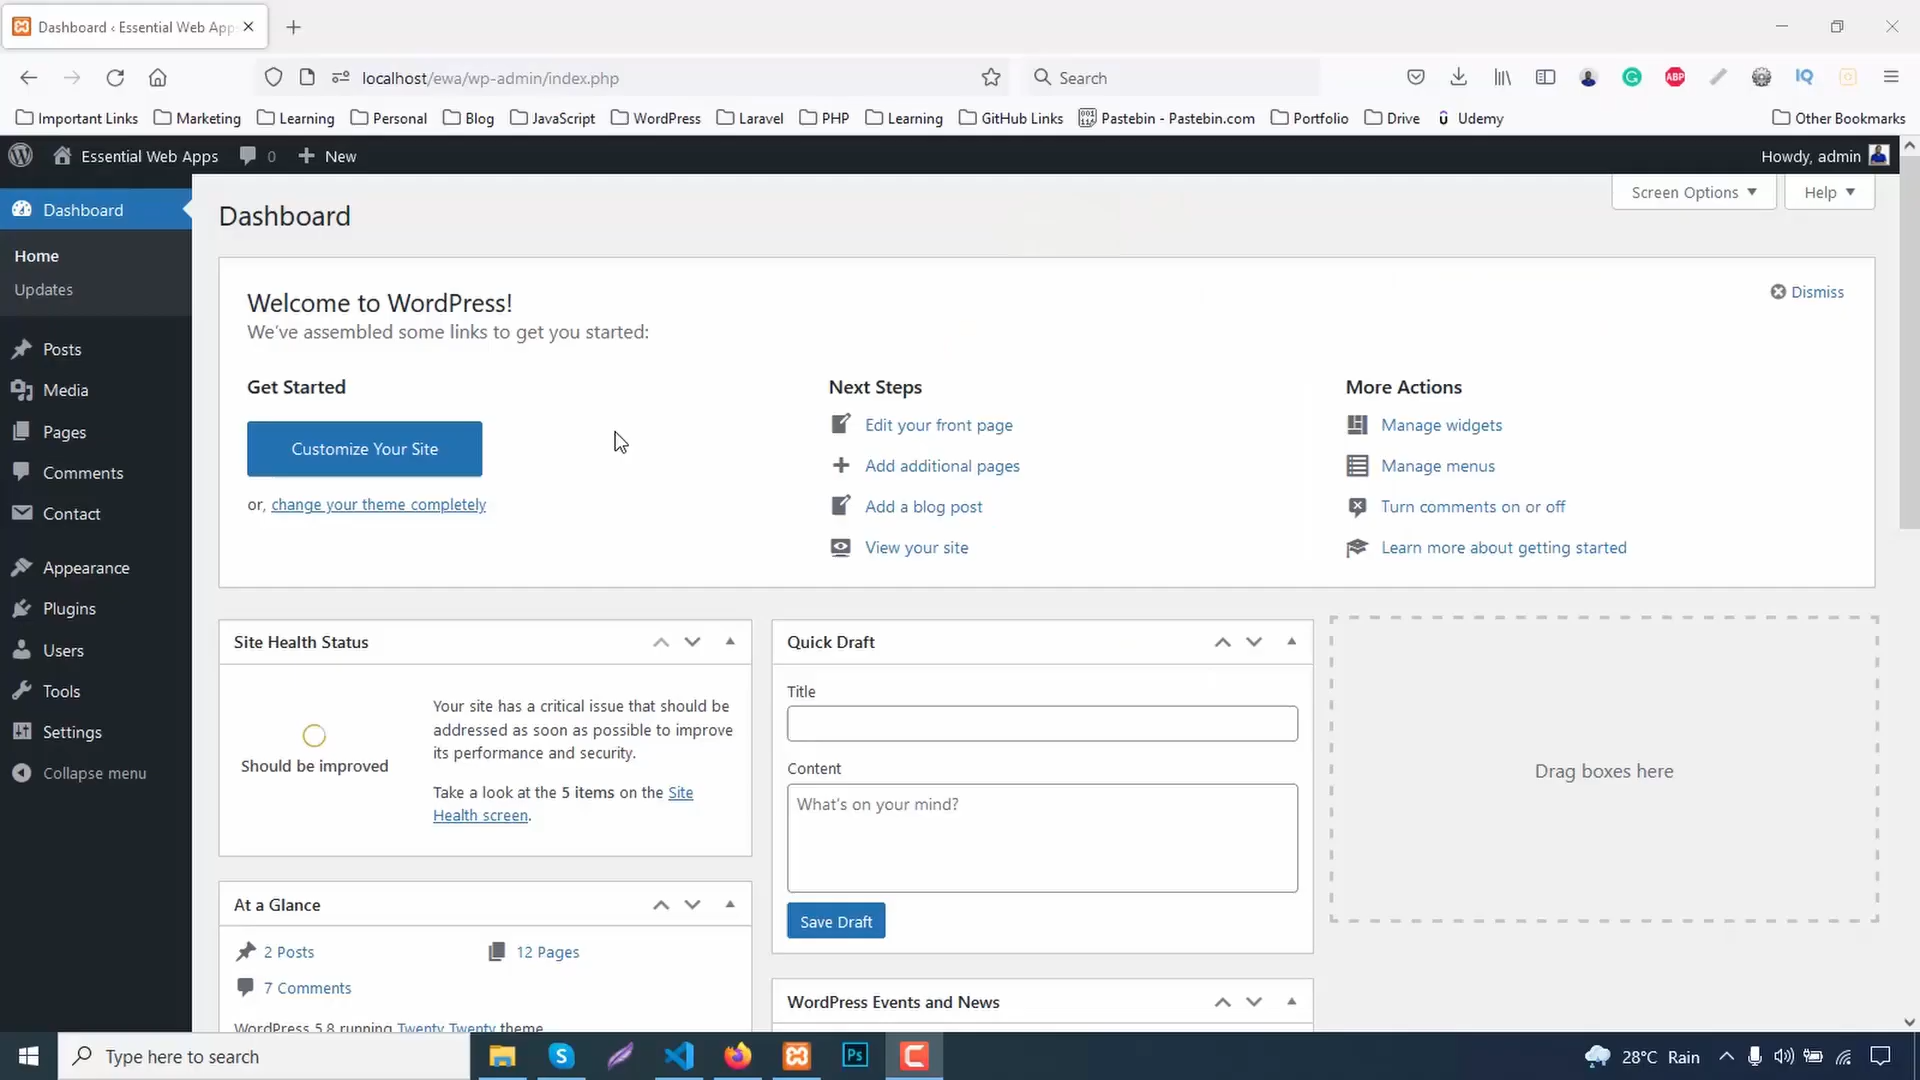 Dashboard ‹ Essential Web App
localhost/ewa/wp-admin/index.php
Search
ABP
IQ
Important Links
Marketing
Learning
Personal
Blog
JavaScript
WordPress
Laravel
PHP
Learning
GitHub Links
Pastebin - Pastebin.com
Portfolio
Drive
Udemy
Other Bookmarks
Essential Web Apps
0
New
Howdy, admin
Dashboard
Home
Updates
Posts
Media
Pages
Comments
Contact
Appearance
Plugins
Users
Tools
Settings
Collapse menu
Screen Options
Help
Dashboard
Welcome to WordPress!
We've assembled some links to get you started:
Dismiss
Get Started
Customize Your Site
or, change your theme completely
Next Steps
Edit your front page
Add additional pages
Add a blog post
View your site
More Actions
Manage widgets
Manage menus
Turn comments on or off
Learn more about getting started
Site Health Status
Should be improved
Your site has a critical issue that should be
addressed as soon as possible to improve
its performance and security.
Take a look at the 5 items on the Site
Health screen.
At a Glance
2 Posts
12 Pages
7 Comments
WordPress 5.8 running Twenty Twenty theme
Quick Draft
Title
Content
What's on your mind?
Save Draft
WordPress Events and News
Drag boxes here
Type here to search
Ps
28°C Rain